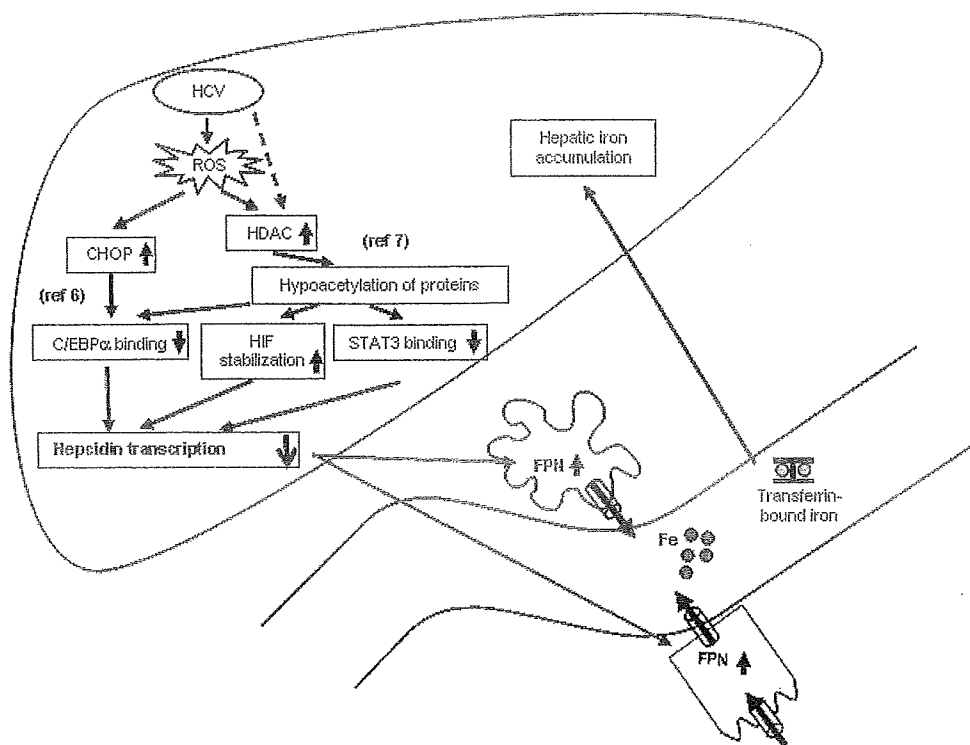 HCV
ROS
Hepatic iron
accumulation
HDAC
(ref 7)
CHOP
Hypoacetylation of proteins
(ref 6)
C/EBPα binding
HIF
stabilization
STAT3 binding
Hepcidin transcription
FPN
Transferrin-
bound iron
Fe
FPN